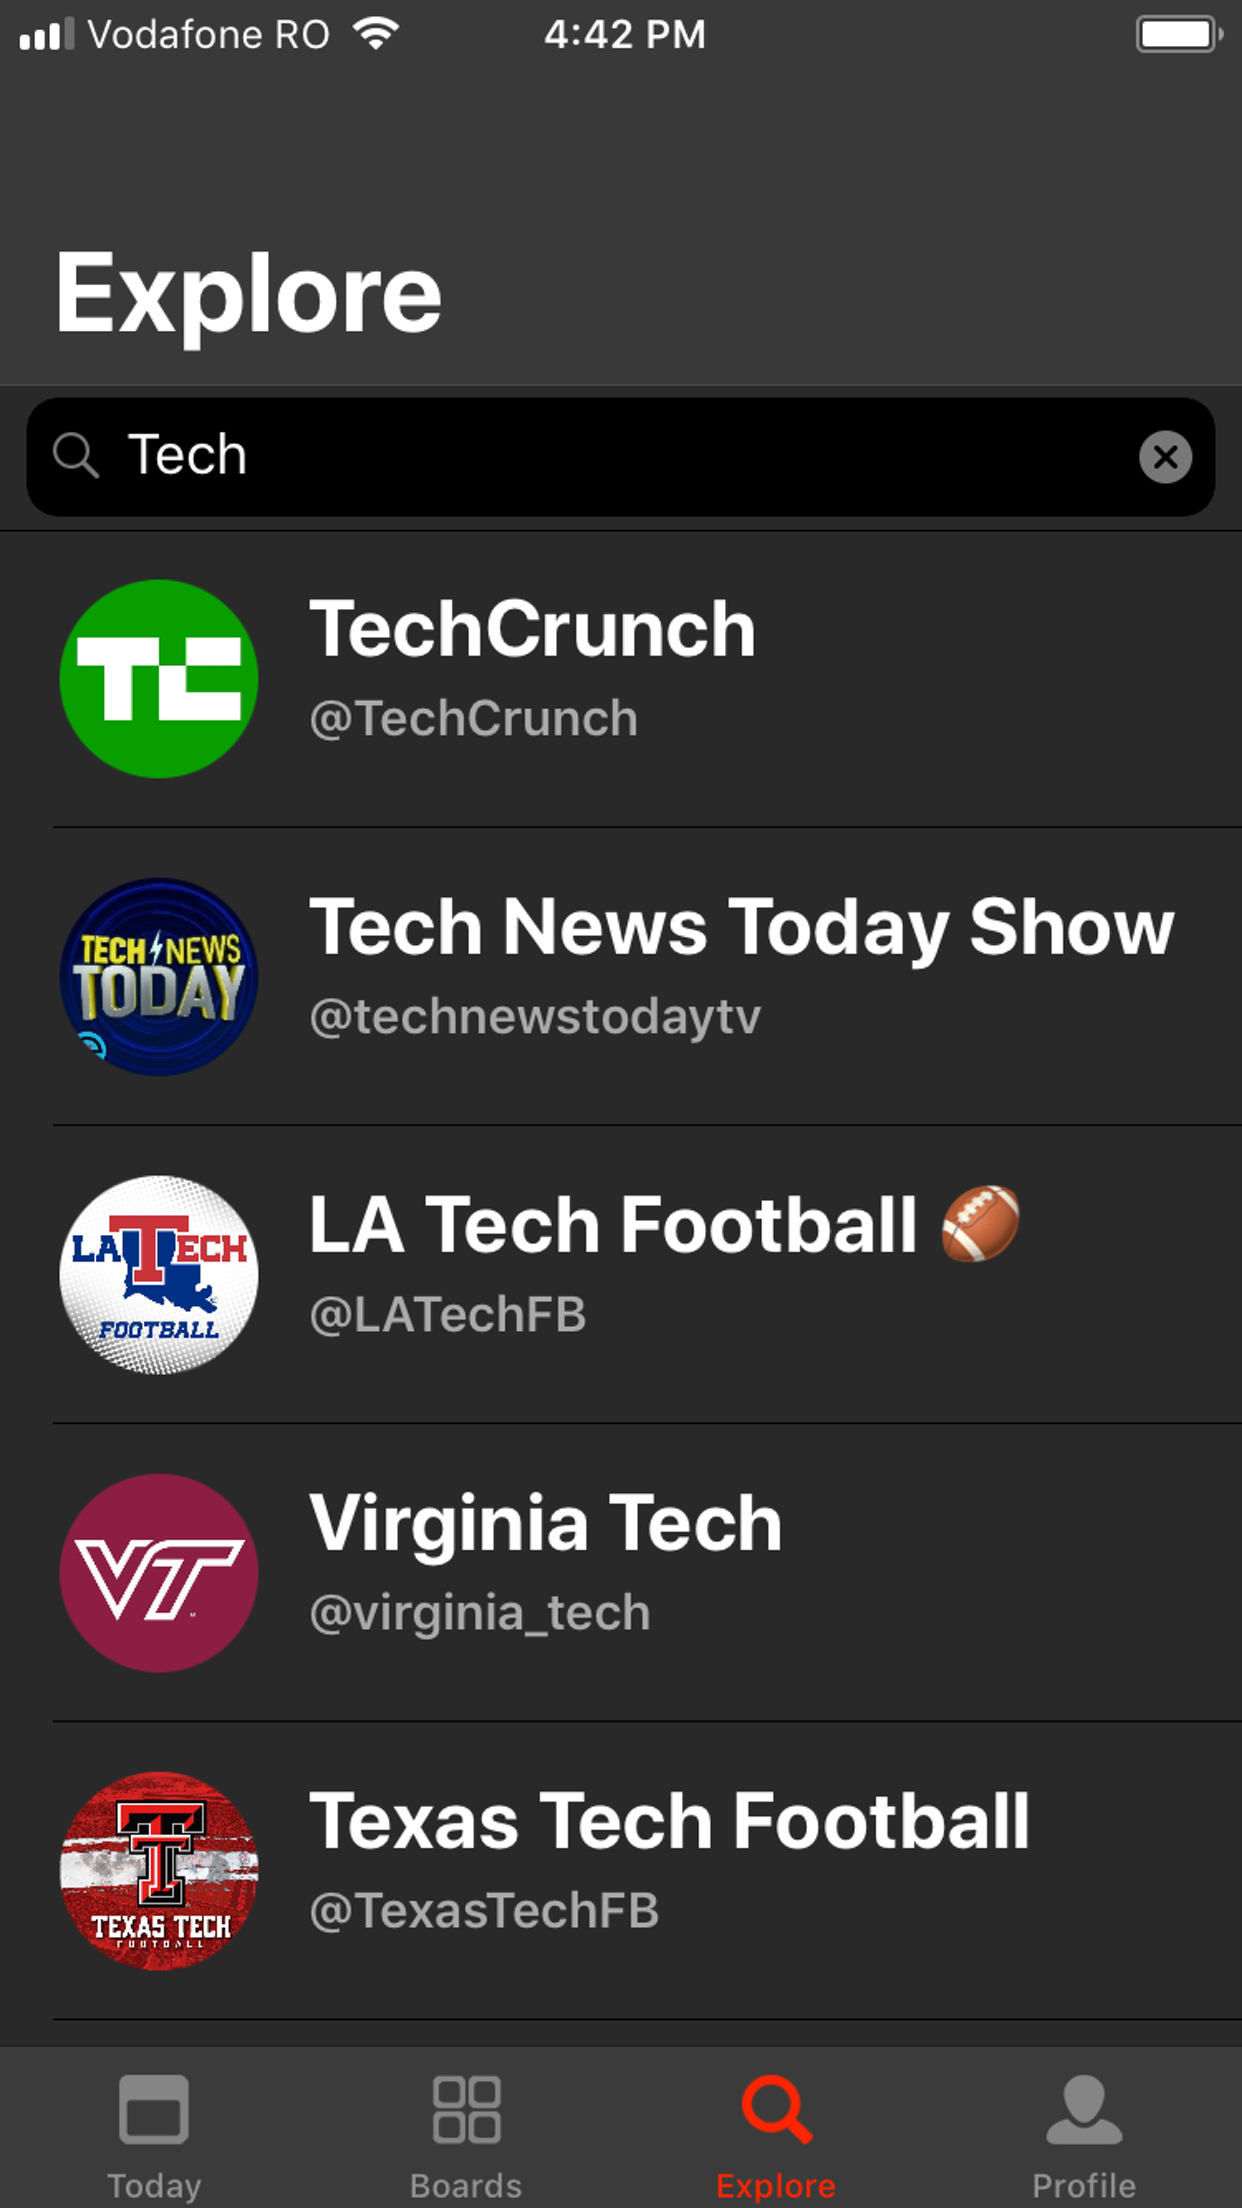 Vodafone RO 4:42 PM
Explore
Tech
TC
TechCrunch
@TechCrunch
TECH NEWS
TODAY
Tech News Today Show
@technewstodaytv
LA TECH
FOOTBALL
LA Tech Football 🏈
@LATechFB
VT
Virginia Tech
@virginia_tech
T
TEXAS TECH
FOOTBALL
Texas Tech Football
@TexasTechFB
Today Boards Explore Profile